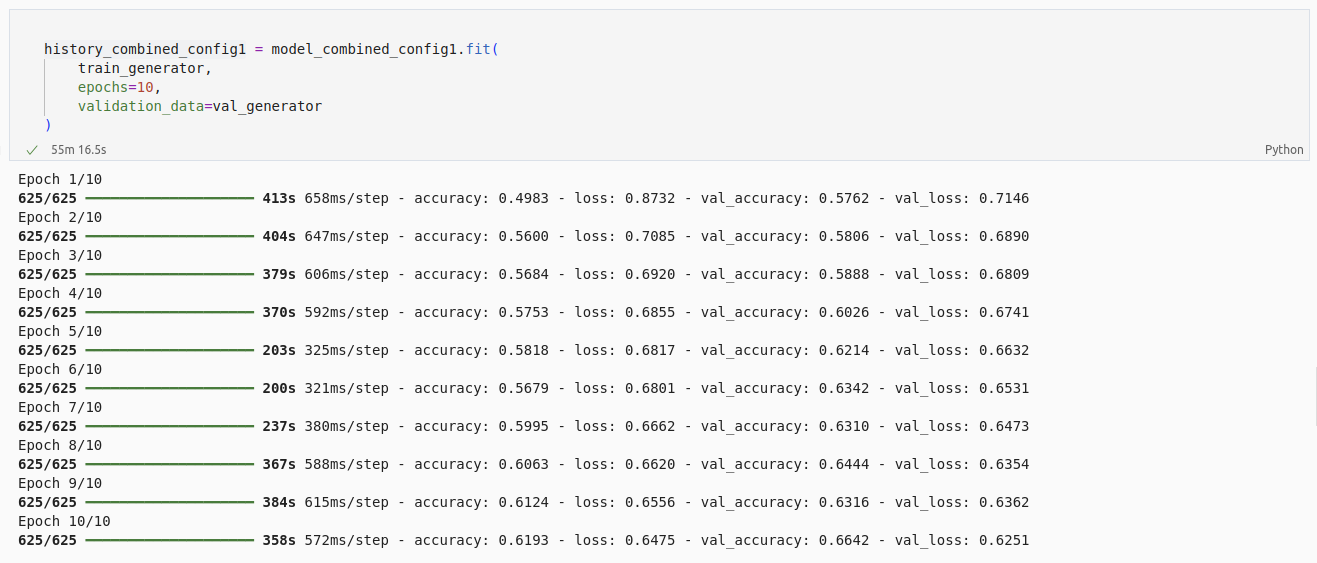 history_combined_config1 = model_combined_config1.fit(
    train_generator,
    epochs=10,
    validation_data=val_generator
)
55m 16.5s Python
Epoch 1/10
625/625 413s 658ms/step - accuracy: 0.4983 - loss: 0.8732 - val_accuracy: 0.5762 - val_loss: 0.7146
Epoch 2/10
625/625 404s 647ms/step - accuracy: 0.5600 - loss: 0.7085 - val_accuracy: 0.5806 - val_loss: 0.6890
Epoch 3/10
625/625 379s 606ms/step - accuracy: 0.5684 - loss: 0.6920 - val_accuracy: 0.5888 - val_loss: 0.6809
Epoch 4/10
625/625 370s 592ms/step - accuracy: 0.5753 - loss: 0.6855 - val_accuracy: 0.6026 - val_loss: 0.6741
Epoch 5/10
625/625 203s 325ms/step - accuracy: 0.5818 - loss: 0.6817 - val_accuracy: 0.6214 - val_loss: 0.6632
Epoch 6/10
625/625 200s 321ms/step - accuracy: 0.5679 - loss: 0.6801 - val_accuracy: 0.6342 - val_loss: 0.6531
Epoch 7/10
625/625 237s 380ms/step - accuracy: 0.5995 - loss: 0.6662 - val_accuracy: 0.6310 - val_loss: 0.6473
Epoch 8/10
625/625 367s 588ms/step - accuracy: 0.6063 - loss: 0.6620 - val_accuracy: 0.6444 - val_loss: 0.6354
Epoch 9/10
625/625 384s 615ms/step - accuracy: 0.6124 - loss: 0.6556 - val_accuracy: 0.6316 - val_loss: 0.6362
Epoch 10/10
625/625 358s 572ms/step - accuracy: 0.6193 - loss: 0.6475 - val_accuracy: 0.6642 - val_loss: 0.6251